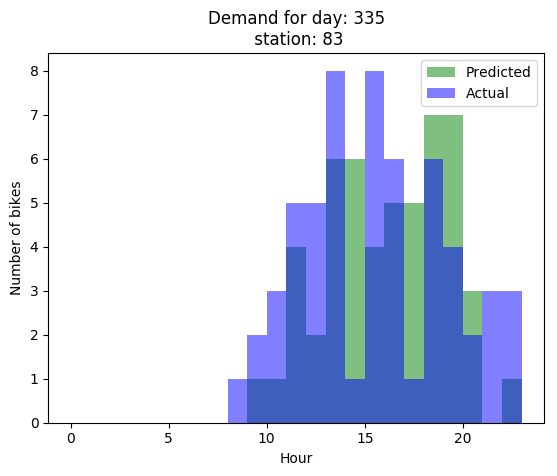 Demand for day: 335
station: 83
Predicted
Actual
Number of bikes
8
7
6
5
4
3
2
1
0
0 5 10 15 20
Hour